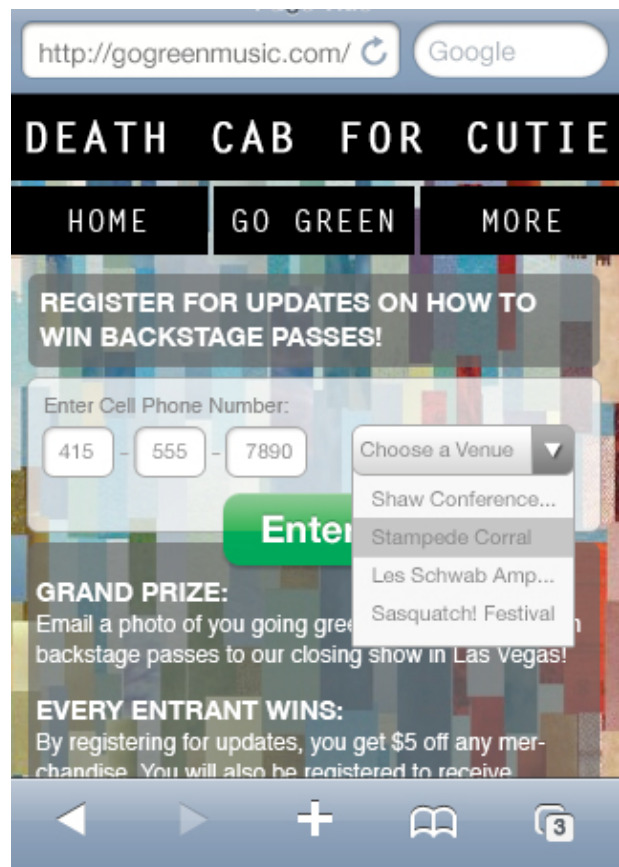 http://gogreenmusic.com/ Google
DEATH CAB FOR CUTIE
HOME GO GREEN MORE
REGISTER FOR UPDATES ON HOW TO
WIN BACKSTAGE PASSES!
Enter Cell Phone Number:
415 - 555 - 7890
Choose a Venue
Shaw Conference...
Stampede Corral
Les Schwab Amp...
Sasquatch! Festival
Enter
GRAND PRIZE:
Email a photo of you going
backstage passes to our closing show in Las Vegas!
EVERY ENTRANT WINS:
By registering for updates, you get $5 off any mer-
chandise. You will also be registered to receive
3